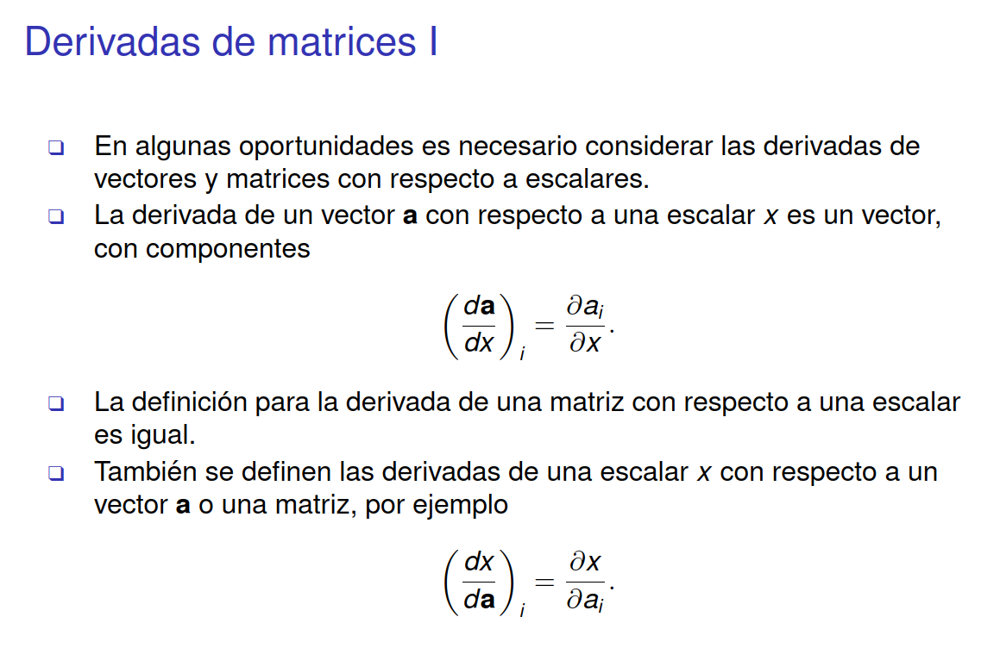 Derivadas de matrices I
❑ En algunas oportunidades es necesario considerar las derivadas de
vectores y matrices con respecto a escalares.
❑ La derivada de un vector **a** con respecto a una escalar x es un vector,
con componentes
$$\left(\frac{d\mathbf{a}}{dx}\right)_i = \frac{\partial a_i}{\partial x}.$$
❑ La definición para la derivada de una matriz con respecto a una escalar
es igual.
❑ También se definen las derivadas de una escalar x con respecto a un
vector **a** o una matriz, por ejemplo
$$\left(\frac{dx}{d\mathbf{a}}\right)_i = \frac{\partial x}{\partial a_i}.$$